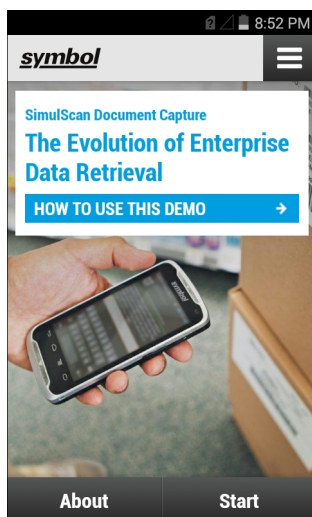 8:52 PM
symbol
SimulScan Document Capture
The Evolution of Enterprise
Data Retrieval
HOW TO USE THIS DEMO
symbol
About
Start